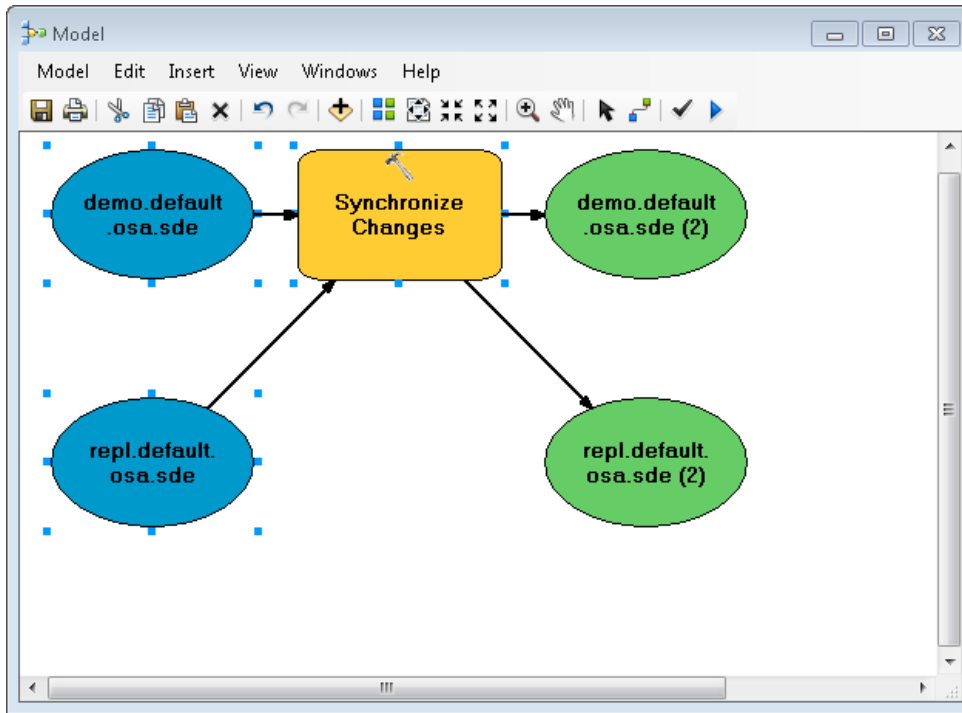 Model
Model Edit Insert View Windows Help
demo.default
.osa.sde
Synchronize
Changes
demo.default
.osa.sde (2)
repl.default.
osa.sde
repl.default.
osa.sde (2)